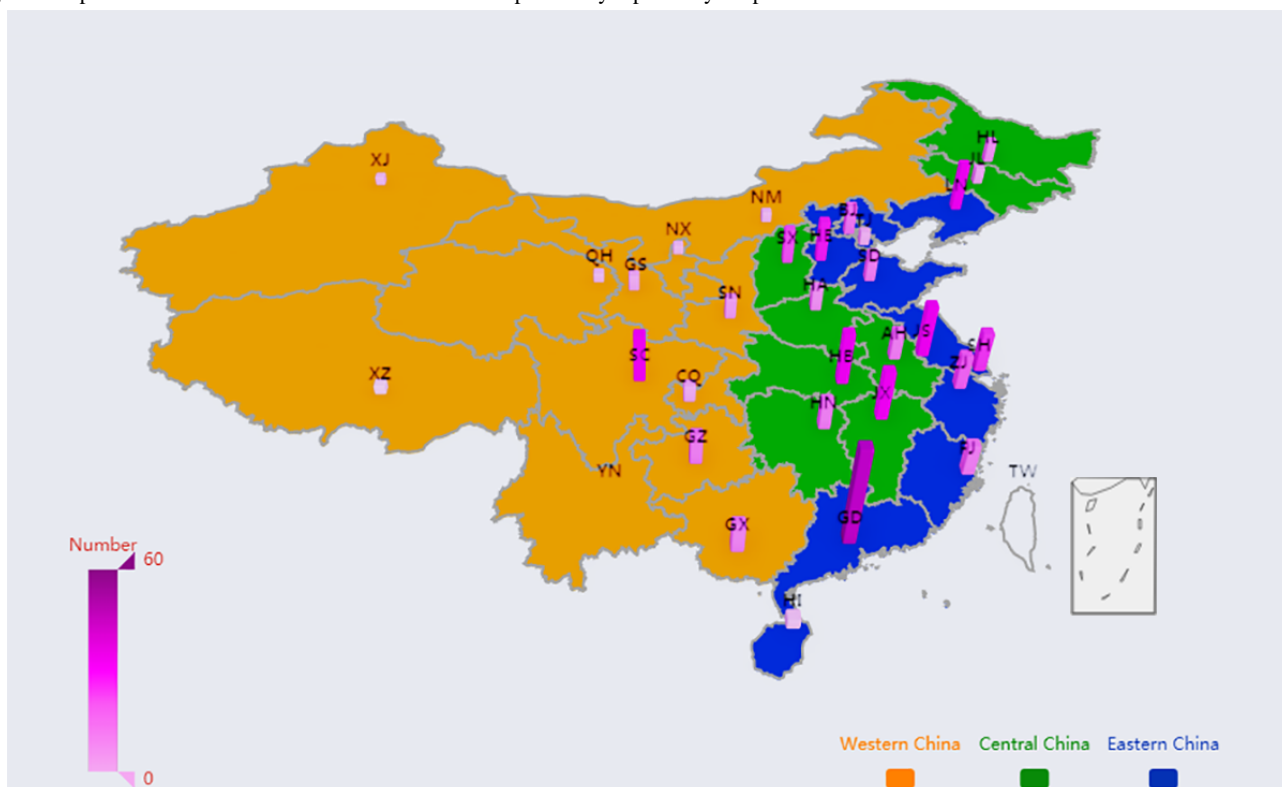 HL
XJ
JL
LN
NM
BJ
TJ
NX
SX
HE
QH
GS
SD
HA
SN
AH
JS
SH
SC
HB
ZJ
XZ
CQ
JX
HN
GZ
FJ
YN
TW
GD
GX
Number
60
HI
Western China Central China Eastern China
0